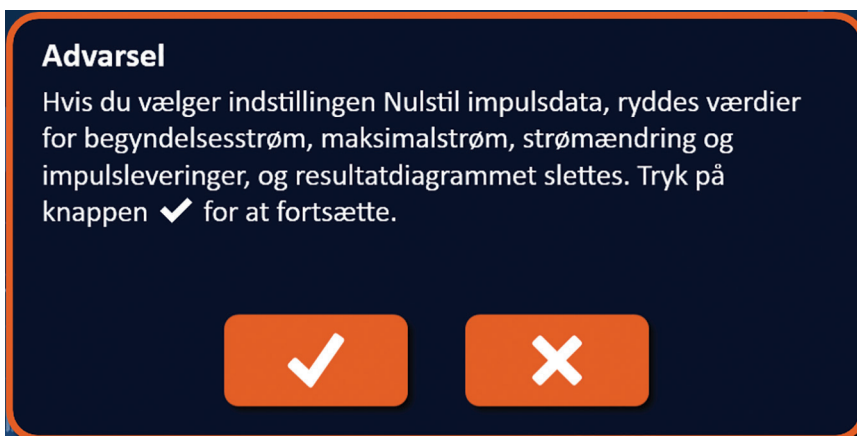 Advarsel
Hvis du vælger indstillingen Nulstil impulsdata, ryddes værdier
for begyndelsesstrøm, maksimalstrøm, strømændring og
impulsleveringer, og resultatdiagrammet slettes. Tryk på
knappen ✔ for at fortsætte.